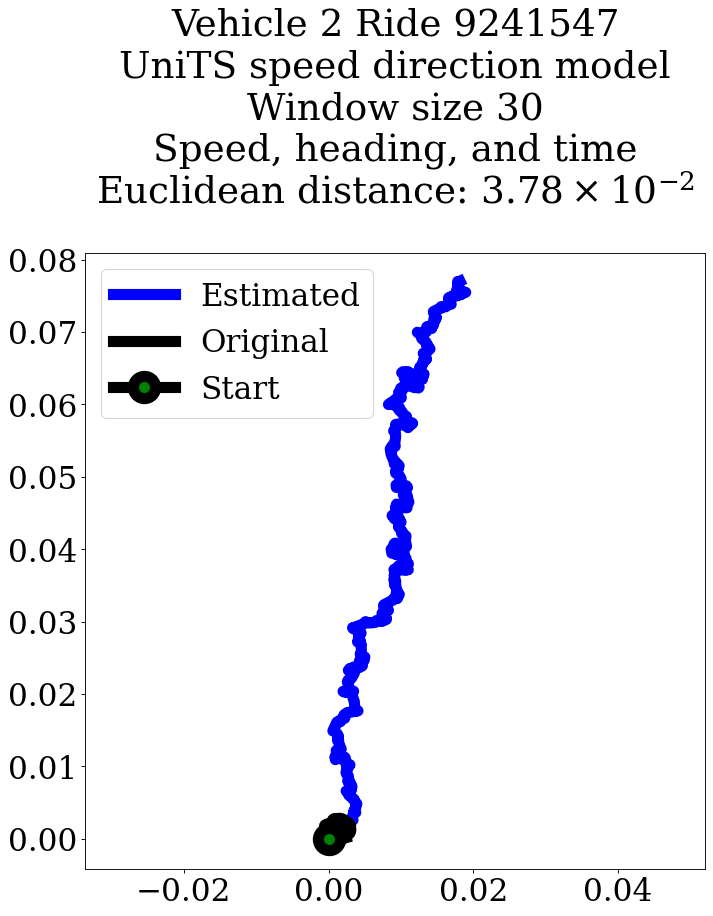 Vehicle 2 Ride 9241547
UniTS speed direction model
Window size 30
Speed, heading, and time
Euclidean distance: 3.78 × 10⁻²
0.08
0.07
0.06
0.05
0.04
0.03
0.02
0.01
0.00
Estimated
Original
Start
−0.02 0.00 0.02 0.04